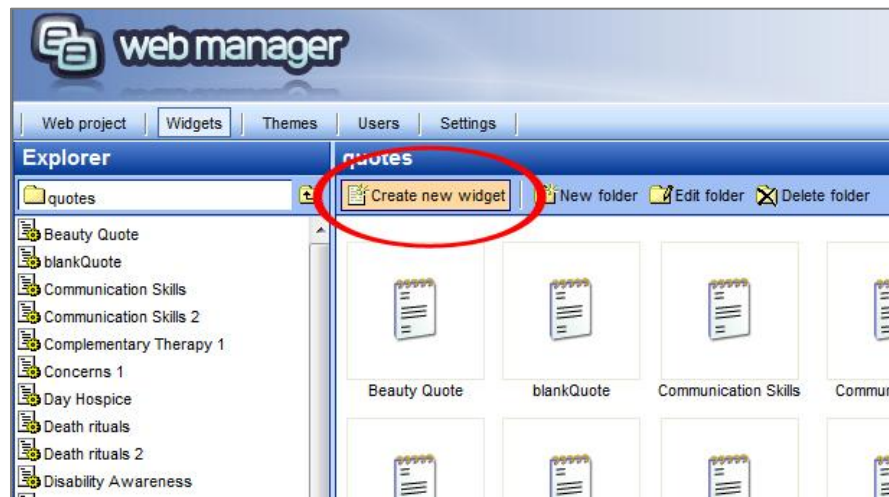 web manager
Web project Widgets Themes Users Settings
Explorer
quotes
quotes
Create new widget New folder Edit folder Delete folder
Beauty Quote
blankQuote
Communication Skills
Communication Skills 2
Complementary Therapy 1
Concerns 1
Day Hospice
Death rituals
Death rituals 2
Disability Awareness
Beauty Quote blankQuote Communication Skills